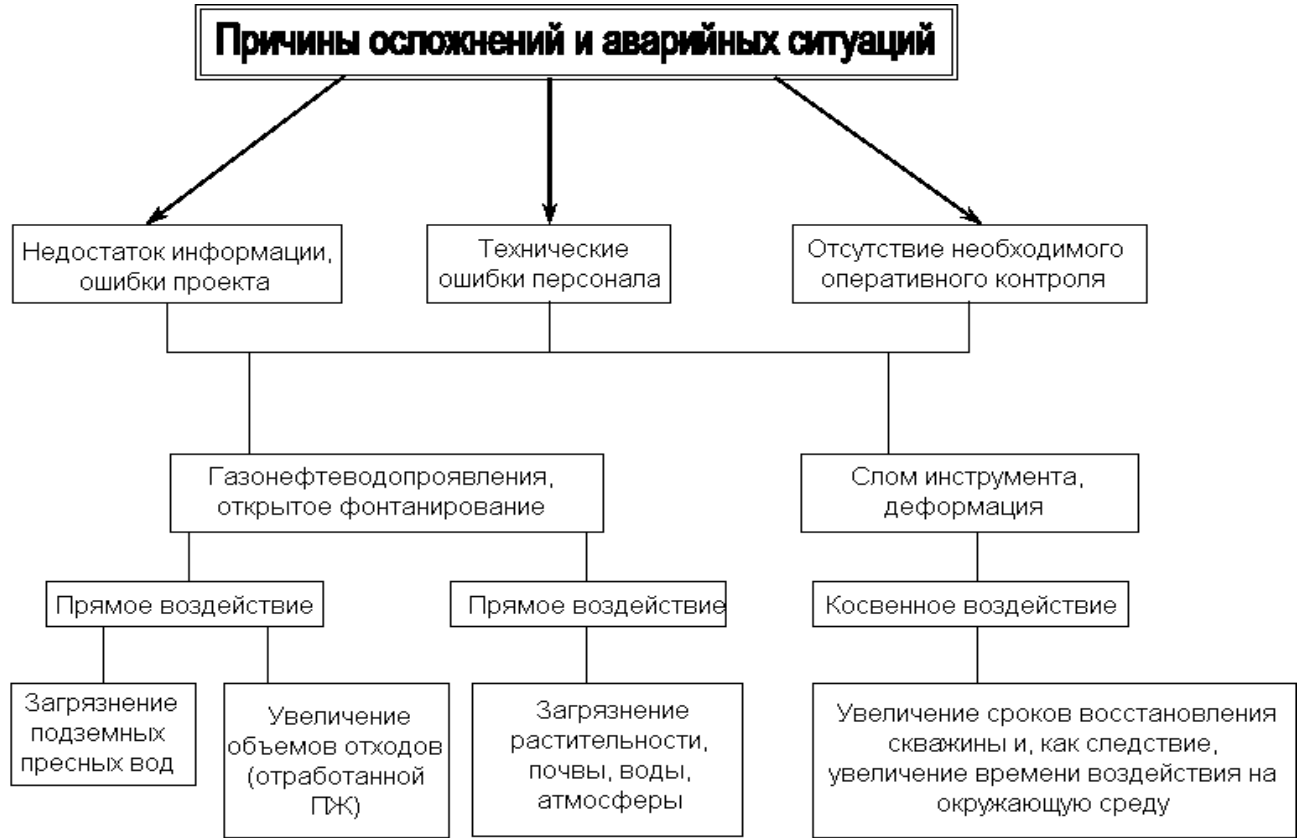 Причины осложнений и аварийных ситуаций
Недостаток информации,
ошибки проекта
Технические
ошибки персонала
Отсутствие необходимого
оперативного контроля
Газонефтеводопроявления,
открытое фонтанирование
Слом инструмента,
деформация
Прямое воздействие
Прямое воздействие
Косвенное воздействие
Загрязнение
подземных
пресных вод
Увеличение
объемов отходов
(отработанной
ПЖ)
Загрязнение
растительности,
почвы, воды,
атмосферы
Увеличение сроков восстановления
скважины и, как следствие,
увеличение времени воздействия на
окружающую среду